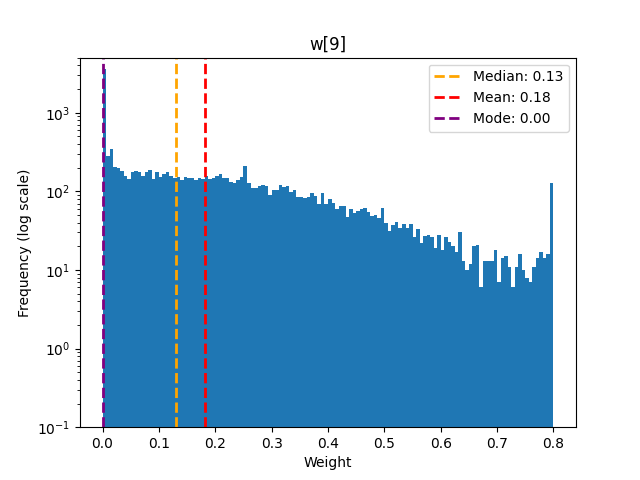 w[9]
Median: 0.13
Mean: 0.18
Mode: 0.00
Frequency (log scale)
10³
10²
10¹
10⁰
10⁻¹
0.0 0.1 0.2 0.3 0.4 0.5 0.6 0.7 0.8
Weight